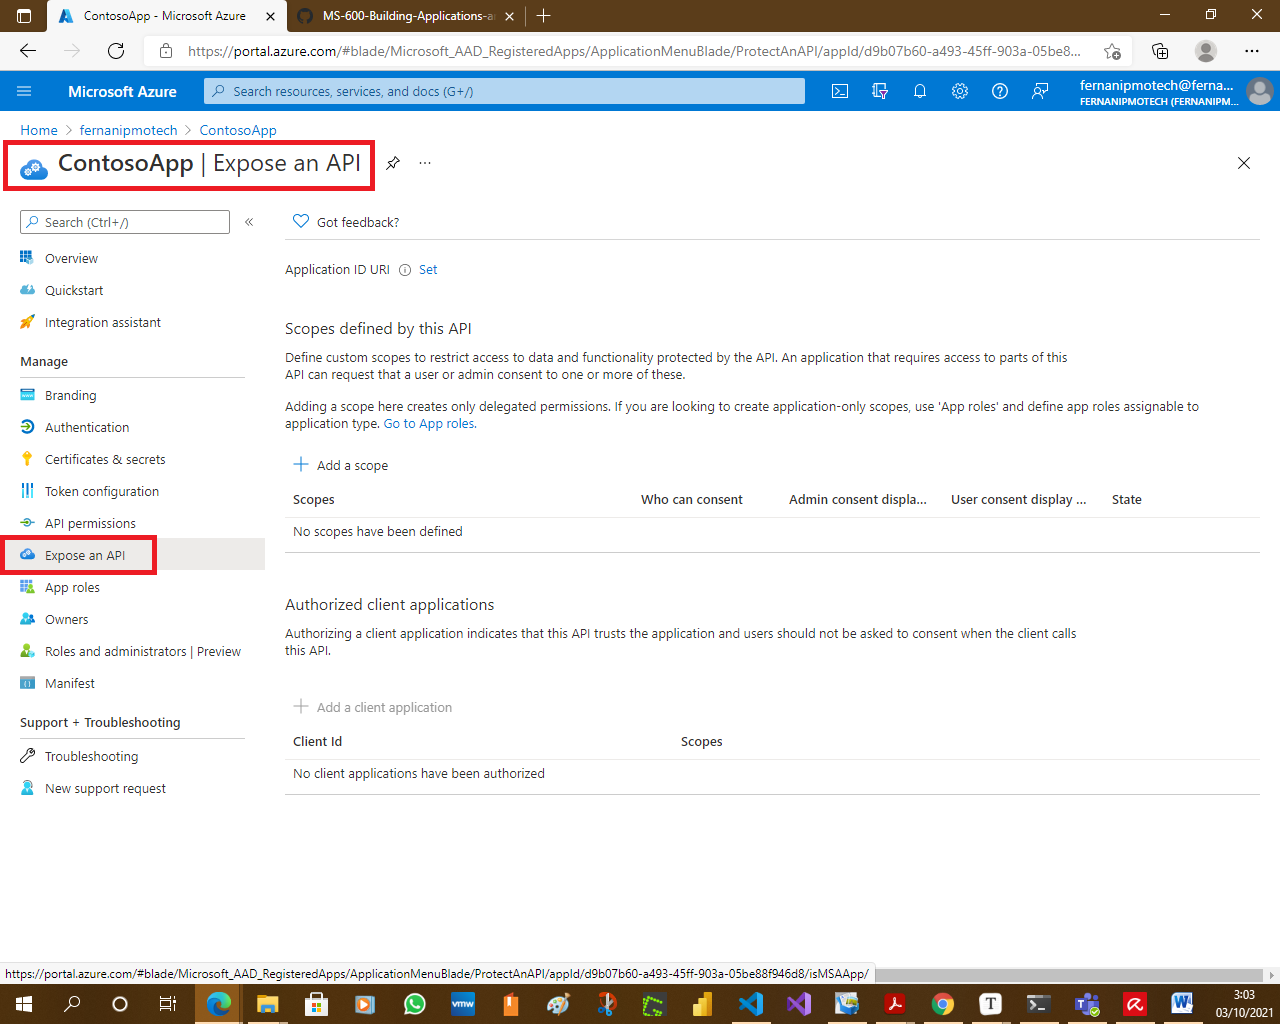 ContosoApp - Microsoft Azure
MS-600-Building-Applications-a
https://portal.azure.com/#blade/Microsoft_AAD_RegisteredApps/ApplicationMenuBlade/ProtectAnAPI/appId/d9b07b60-a493-45ff-903a-05be8...
Microsoft Azure
Search resources, services, and docs (G+/)
fernanipmotech@ferna...
FERNANIPMOTECH (FERNANIPM...
Home > fernanipmotech > ContosoApp
ContosoApp | Expose an API
Search (Ctrl+/)
Got feedback?
Overview
Quickstart
Integration assistant
Manage
Branding
Authentication
Certificates & secrets
Token configuration
API permissions
Expose an API
App roles
Owners
Roles and administrators | Preview
Manifest
Support + Troubleshooting
Troubleshooting
New support request
Application ID URI Set
Scopes defined by this API
Define custom scopes to restrict access to data and functionality protected by the API. An application that requires access to parts of this
API can request that a user or admin consent to one or more of these.
Adding a scope here creates only delegated permissions. If you are looking to create application-only scopes, use 'App roles' and define app roles assignable to
application type. Go to App roles.
Add a scope
Scopes Who can consent Admin consent displa... User consent display ... State
No scopes have been defined
Authorized client applications
Authorizing a client application indicates that this API trusts the application and users should not be asked to consent when the client calls
this API.
Add a client application
Client Id Scopes
No client applications have been authorized
https://portal.azure.com/#blade/Microsoft_AAD_RegisteredApps/ApplicationMenuBlade/ProtectAnAPI/appId/d9b07b60-a493-45ff-903a-05be88f946d8/isMSAApp/
vmw
3:03
03/10/2021